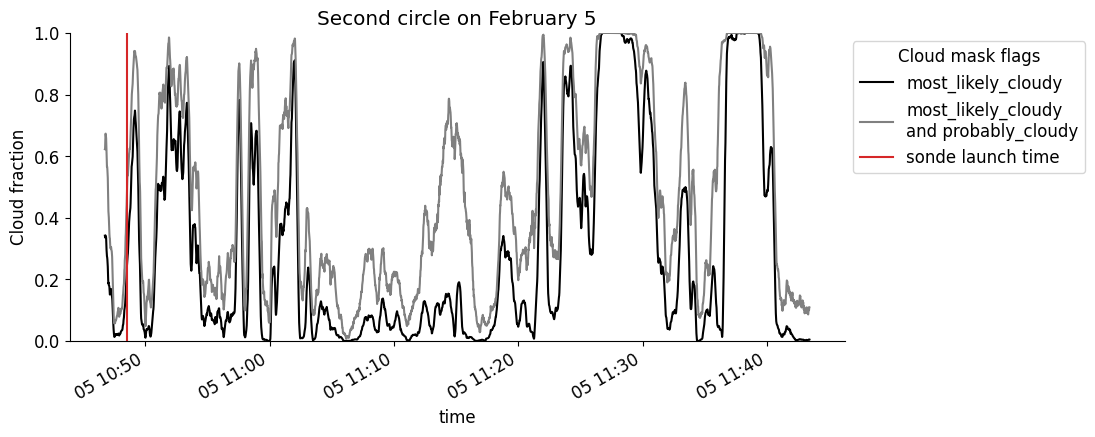 Second circle on February 5
1.0
0.8
0.6
0.4
0.2
0.0
Cloud fraction
05 10:50
05 11:00
05 11:10
05 11:20
05 11:30
05 11:40
time
Cloud mask flags
most_likely_cloudy
most_likely_cloudy
and probably_cloudy
sonde launch time